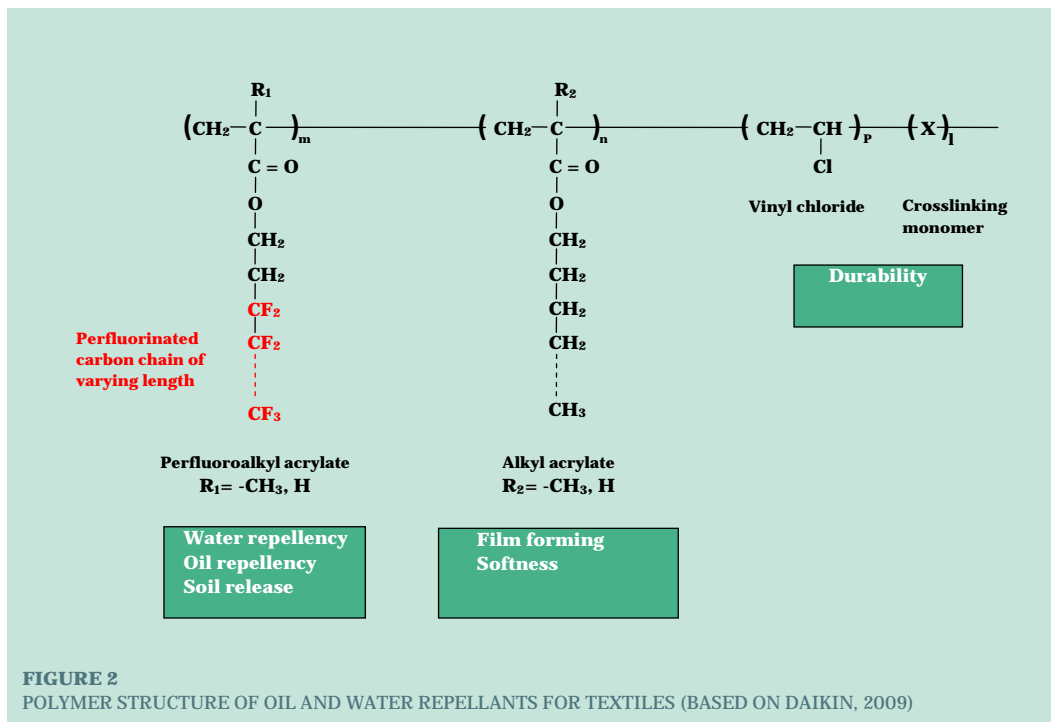 R₁ R₂
(CH₂—C—)m (CH₂—C—)n (CH₂—CH)P (X)l
C = O C = O Cl
O O Vinyl chloride Crosslinking
monomer
CH₂ CH₂
CH₂ CH₂
Durability
CF₂ CH₂
Perfluorinated
carbon chain of
varying length
CF₂ CH₂
CF₃ CH₃
Perfluoroalkyl acrylate
R₁= -CH₃, H
Alkyl acrylate
R₂= -CH₃, H
Water repellency
Oil repellency
Soil release
Film forming
Softness
FIGURE 2
POLYMER STRUCTURE OF OIL AND WATER REPELLANTS FOR TEXTILES (BASED ON DAIKIN, 2009)